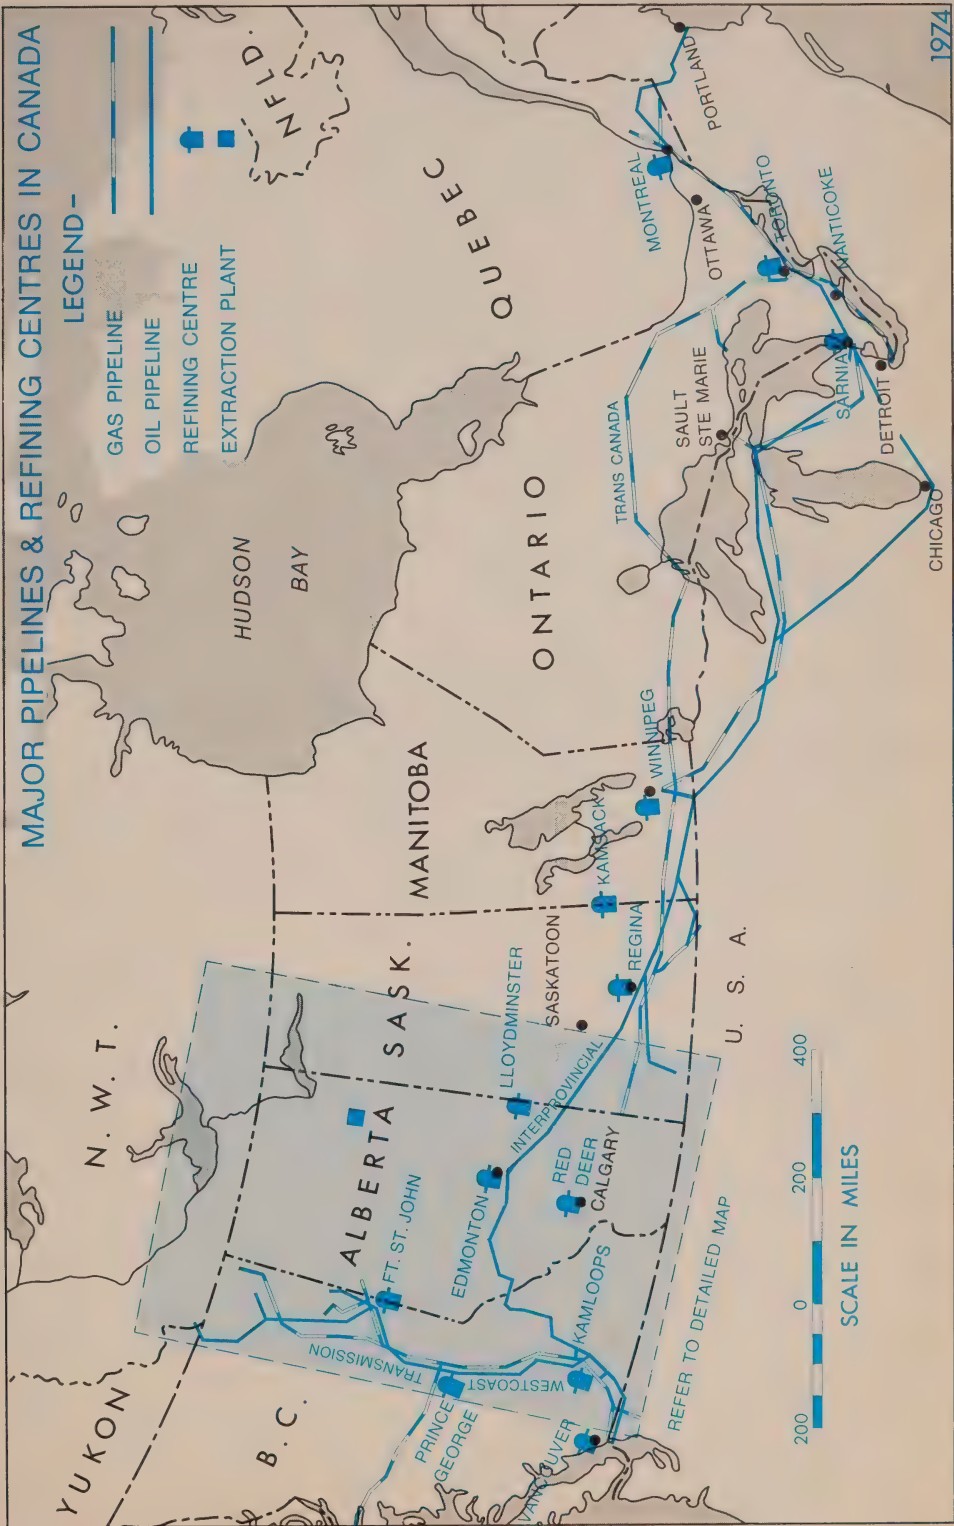 MAJOR PIPELINES & REFINING CENTRES IN CANADA
LEGEND-
GAS PIPELINE
OIL PIPELINE
REFINING CENTRE
EXTRACTION PLANT
NFLD.
YUKON
N. W. T.
B. C.
ALBERTA
SASK.
MANITOBA
HUDSON
BAY
ONTARIO
QUEBEC
U. S. A.
FT. ST. JOHN
PRINCE
GEORGE
TRANSMISSION
WESTCOAST
VANCOUVER
KAMLOOPS
EDMONTON
RED
DEER
CALGARY
LLOYDMINSTER
INTERPROVINCIAL
SASKATOON
REGINA
KAMSACK
WINNIPEG
TRANS CANADA
SAULT
STE MARIE
SARNIA
DETROIT
CHICAGO
NANTICOKE
TORONTO
OTTAWA
MONTREAL
PORTLAND
REFER TO DETAILED MAP
200 0 200 400
SCALE IN MILES
1974